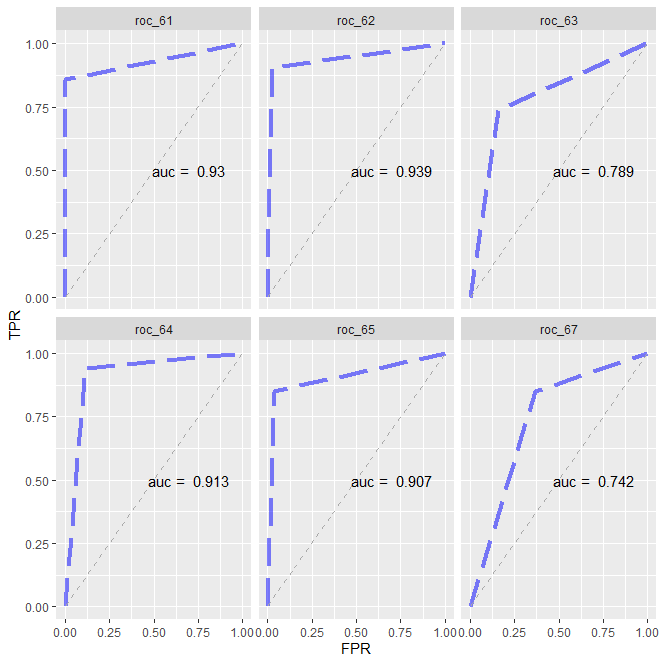 roc_61 roc_62 roc_63
1.00
0.75
0.50
0.25
0.00
auc = 0.93 auc = 0.939 auc = 0.789
TPR
roc_64 roc_65 roc_67
1.00
0.75
0.50
0.25
0.00
auc = 0.913 auc = 0.907 auc = 0.742
0.00 0.25 0.50 0.75 1.00 0.00 0.25 0.50 0.75 1.00 0.00 0.25 0.50 0.75 1.00
FPR